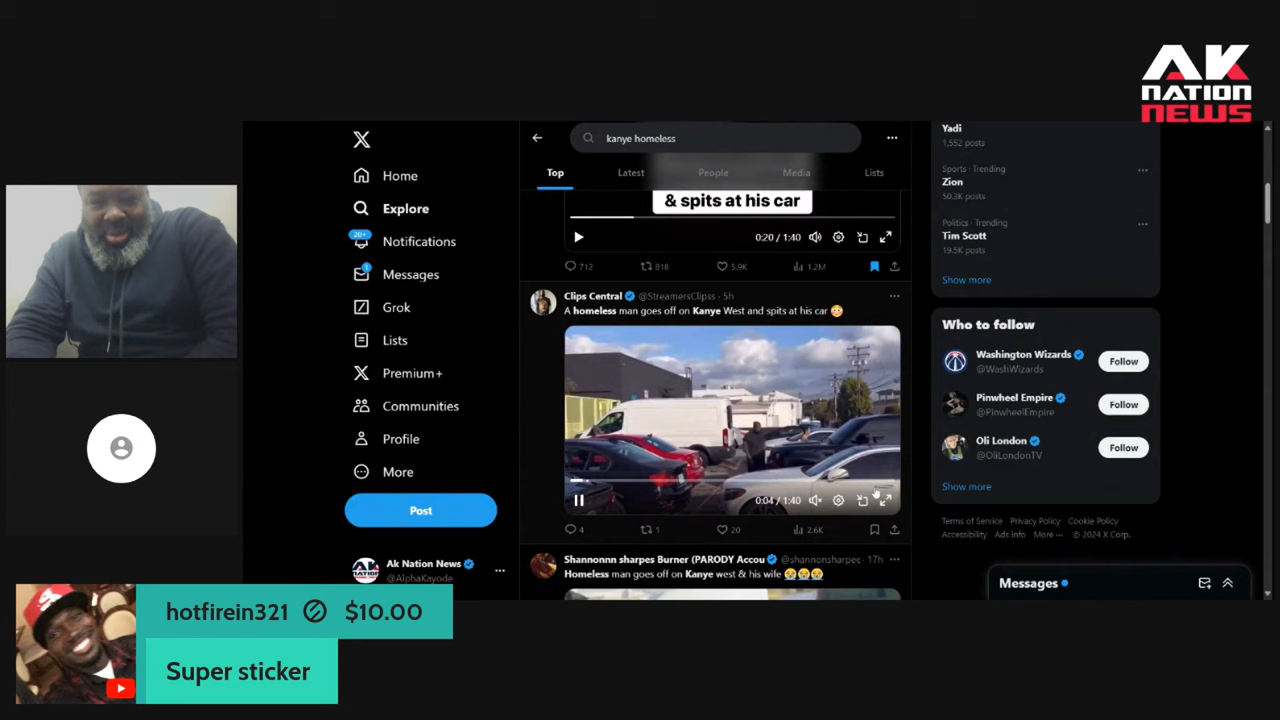 AK
NATION
NEWS
Home
Explore
20+
Notifications
1
Messages
Grok
Lists
Premium+
Communities
Profile
More
Post
Ak Nation News
@AlphaKayode
kanye homeless
Top
Latest
People
Media
Lists
& spits at his car
0:20 / 1:40
712
818
5.9K
1.2M
Clips Central @StreamersClipss · 5h
A homeless man goes off on Kanye West and spits at his car 😳
0:04 / 1:40
4
1
20
2.6K
Shannonnn sharpes Burner (PARODY Accou @shannonsharpee · 17h
Homeless man goes off on Kanye west & his wife 😭😭😭
Yadi
1,552 posts
Sports · Trending
Zion
50.3K posts
Politics · Trending
Tim Scott
19.5K posts
Show more
Who to follow
Washington Wizards
@WashWizards
Follow
Pinwheel Empire
@PinwheelEmpire
Follow
Oli London
@OliLondonTV
Follow
Show more
Terms of Service Privacy Policy Cookie Policy
Accessibility Ads info More ··· © 2024 X Corp.
Messages
hotfirein321 $10.00
Super sticker